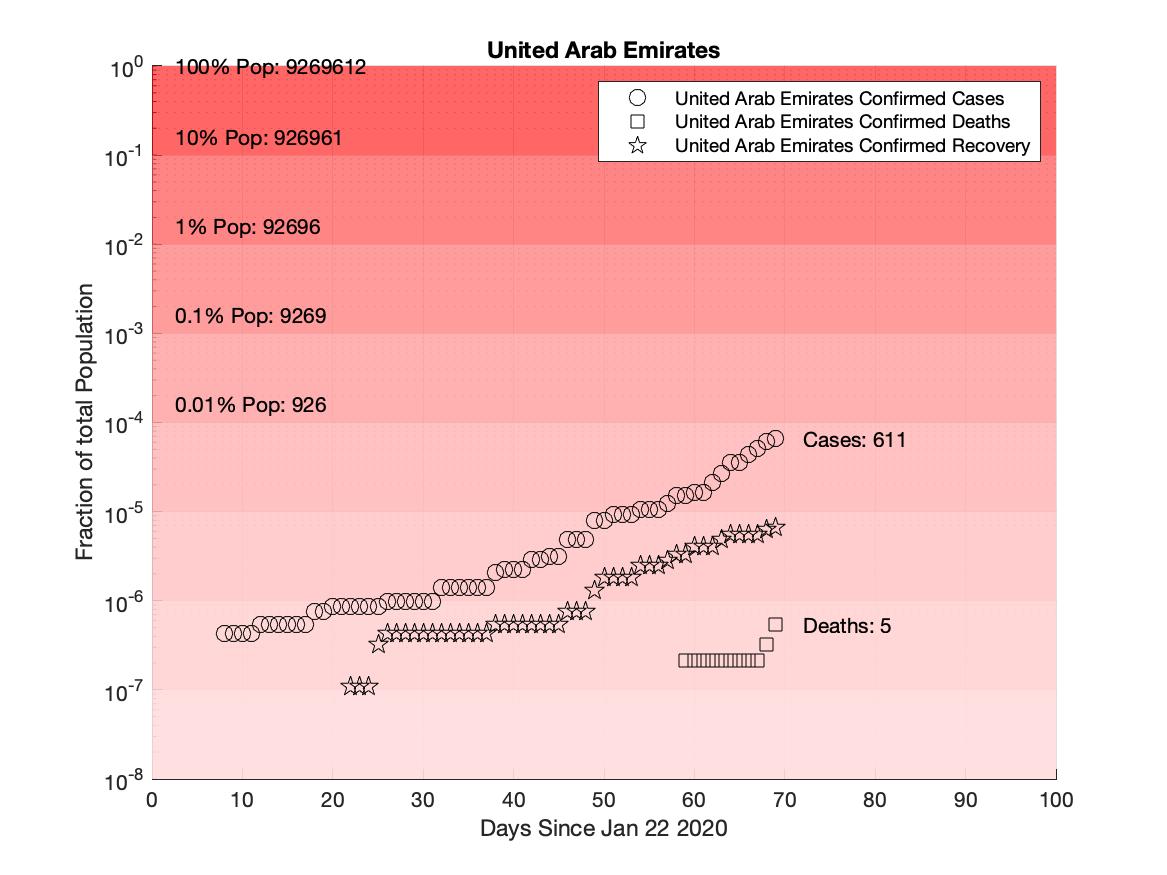 United Arab Emirates
10^0
100% Pop: 9269612
United Arab Emirates Confirmed Cases
United Arab Emirates Confirmed Deaths
United Arab Emirates Confirmed Recovery
10% Pop: 926961
10^-1
1% Pop: 92696
10^-2
0.1% Pop: 9269
10^-3
0.01% Pop: 926
10^-4
Cases: 611
10^-5
10^-6
Deaths: 5
10^-7
10^-8
Fraction of total Population
0 10 20 30 40 50 60 70 80 90 100
Days Since Jan 22 2020